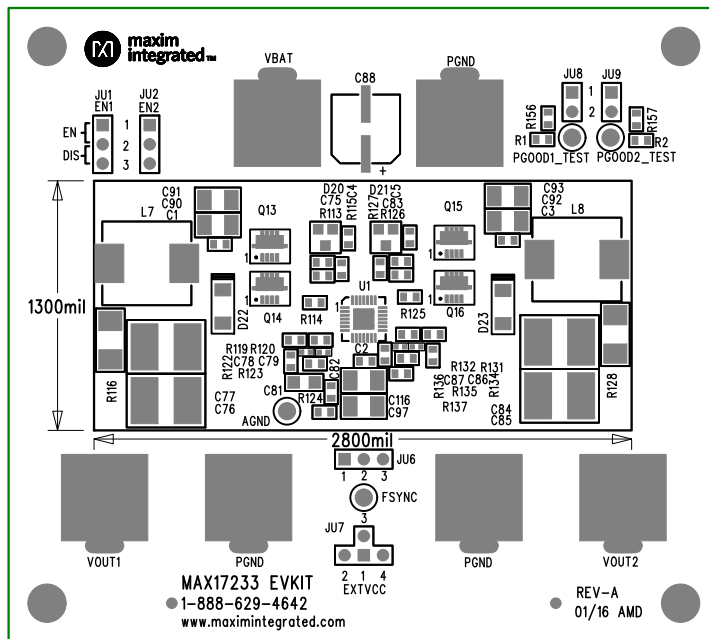 maxim
integrated™
VBAT
PGND
C88
+
JU1
EN1
JU2
EN2
EN
DIS
1
2
3
JU8
JU9
1
2
R156
R157
R1
R2
PGOOD1_TEST
PGOOD2_TEST
C91
C90
C1
L7
Q13
D20
C75
R113
R115
C4
D21
C5
C83
R126
R127
Q15
C93
C92
C3
L8
1
1
1
1
1
U1
1300mil
D22
Q14
R114
R125
Q16
D23
R116
R119
R120
R122
C78
C79
R123
C82
C2
C81
R124
R136
R132
R131
C87
C86
R135
R134
R137
R128
C77
C76
AGND
C116
C97
C84
C85
2800mil
JU6
1
2
3
FSYNC
3
JU7
2
1
4
EXTVCC
VOUT1
PGND
PGND
VOUT2
MAX17233 EVKIT
1-888-629-4642
www.maximintegrated.com
REV-A
01/16 AMD